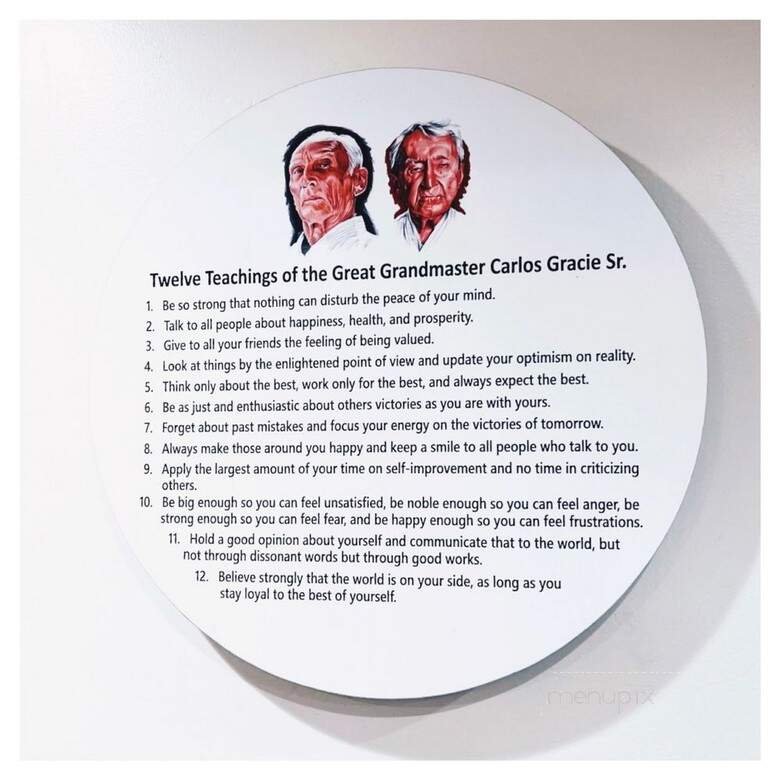 Twelve Teachings of the Great Grandmaster Carlos Gracie Sr.
1. Be so strong that nothing can disturb the peace of your mind.
2. Talk to all people about happiness, health, and prosperity.
3. Give to all your friends the feeling of being valued.
4. Look at things by the enlightened point of view and update your optimism on reality.
5. Think only about the best, work only for the best, and always expect the best.
6. Be as just and enthusiastic about others victories as you are with yours.
7. Forget about past mistakes and focus your energy on the victories of tomorrow.
8. Always make those around you happy and keep a smile to all people who talk to you.
9. Apply the largest amount of your time on self-improvement and no time in criticizing
others.
10. Be big enough so you can feel unsatisfied, be noble enough so you can feel anger, be
strong enough so you can feel fear, and be happy enough so you can feel frustrations.
11. Hold a good opinion about yourself and communicate that to the world, but
not through dissonant words but through good works.
12. Believe strongly that the world is on your side, as long as you
stay loyal to the best of yourself.
menupix